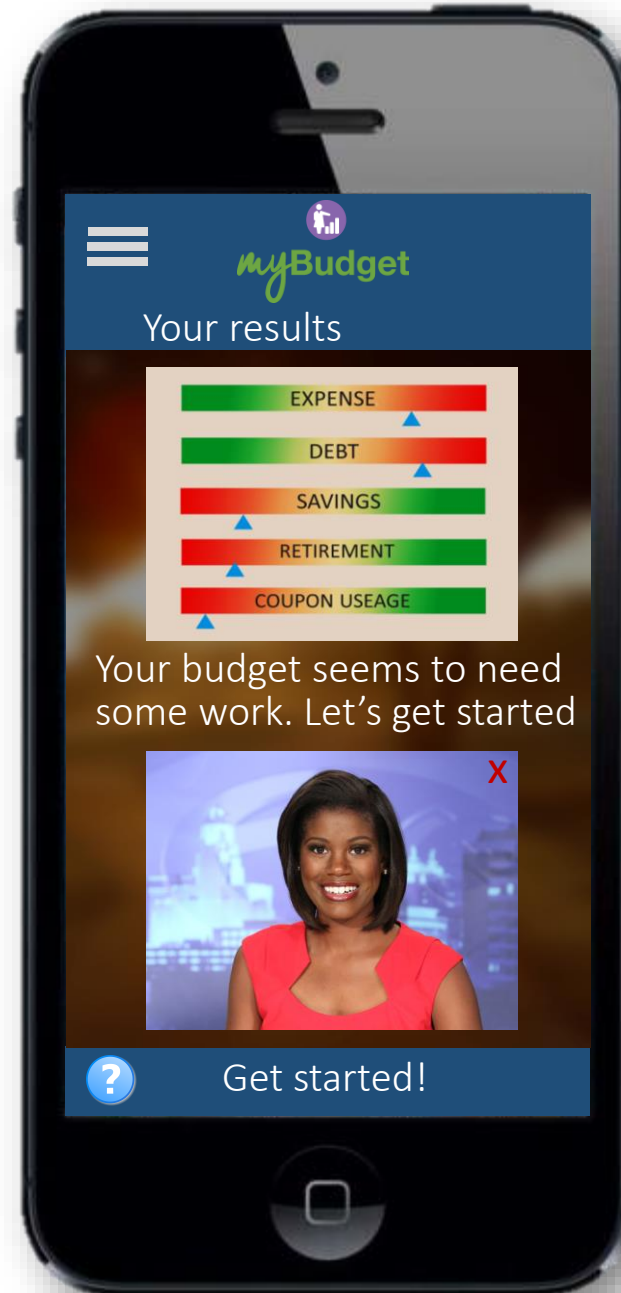 myBudget
Your results
EXPENSE
DEBT
SAVINGS
RETIREMENT
COUPON USEAGE
Your budget seems to need
some work. Let’s get started
X
? Get started!